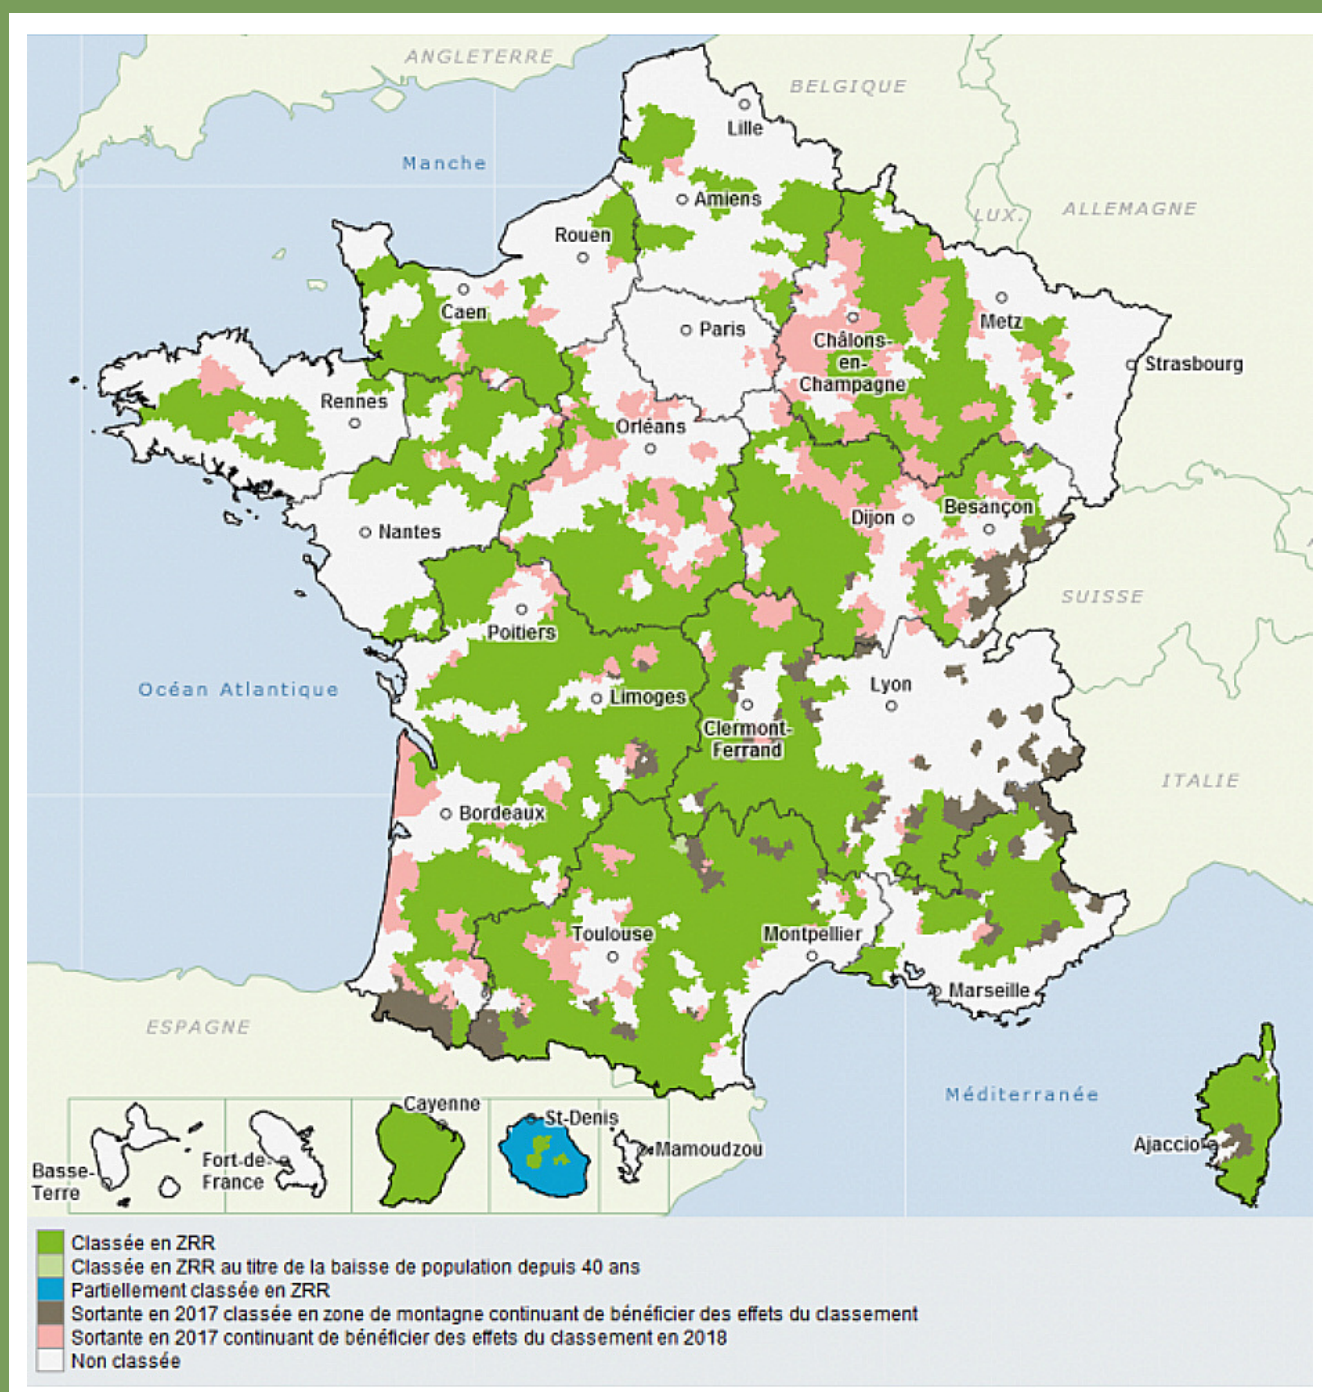 ANGLETERRE
BELGIQUE
Lille
Manche
Amiens
LUX.
ALLEMAGNE
Rouen
Caen
Paris
Metz
Châlons-
en-
Champagne
Strasbourg
Rennes
Orléans
Nantes
Dijon
Besançon
SUISSE
Poitiers
Océan Atlantique
Limoges
Lyon
Clermont-
Ferrand
ITALIE
Bordeaux
Toulouse
Montpellier
Marseille
ESPAGNE
Méditerranée
Ajaccio
Cayenne
St-Denis
Mamoudzou
Basse-
Terre
Fort-de-
France
Classée en ZRR
Classée en ZRR au titre de la baisse de population depuis 40 ans
Partiellement classée en ZRR
Sortante en 2017 classée en zone de montagne continuant de bénéficier des effets du classement
Sortante en 2017 continuant de bénéficier des effets du classement en 2018
Non classée